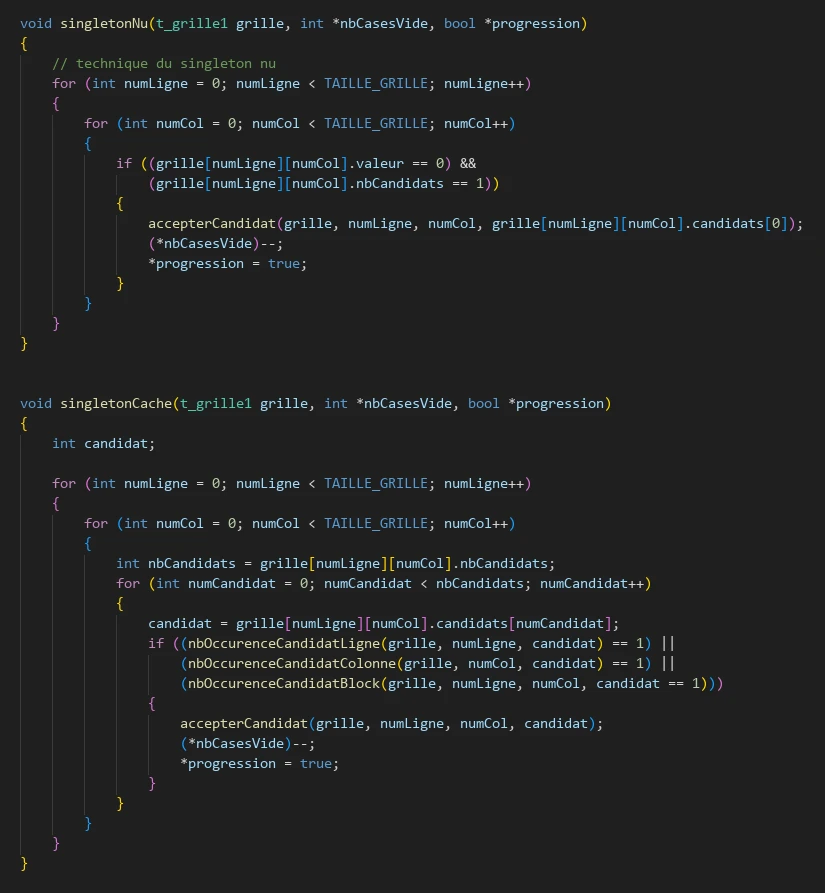 void singletonNu(t_grille1 grille, int *nbCasesVide, bool *progression)
{
    // technique du singleton nu
    for (int numLigne = 0; numLigne < TAILLE_GRILLE; numLigne++)
    {
        for (int numCol = 0; numCol < TAILLE_GRILLE; numCol++)
        {
            if ((grille[numLigne][numCol].valeur == 0) &&
                (grille[numLigne][numCol].nbCandidats == 1))
            {
                accepterCandidat(grille, numLigne, numCol, grille[numLigne][numCol].candidats[0]);
                (*nbCasesVide)--;
                *progression = true;
            }
        }
    }
}

void singletonCache(t_grille1 grille, int *nbCasesVide, bool *progression)
{
    int candidat;

    for (int numLigne = 0; numLigne < TAILLE_GRILLE; numLigne++)
    {
        for (int numCol = 0; numCol < TAILLE_GRILLE; numCol++)
        {
            int nbCandidats = grille[numLigne][numCol].nbCandidats;
            for (int numCandidat = 0; numCandidat < nbCandidats; numCandidat++)
            {
                candidat = grille[numLigne][numCol].candidats[numCandidat];
                if ((nbOccurenceCandidatLigne(grille, numLigne, candidat) == 1) ||
                    (nbOccurenceCandidatColonne(grille, numCol, candidat) == 1) ||
                    (nbOccurenceCandidatBlock(grille, numLigne, numCol, candidat == 1)))
                {
                    accepterCandidat(grille, numLigne, numCol, candidat);
                    (*nbCasesVide)--;
                    *progression = true;
                }
            }
        }
    }
}